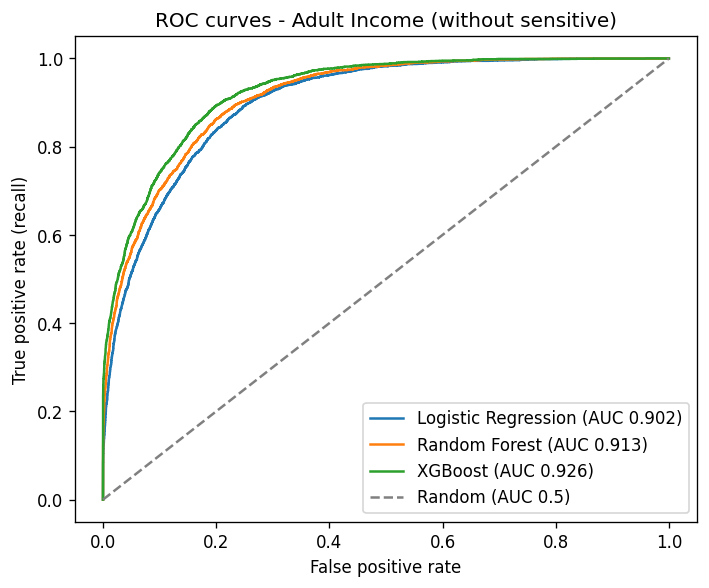 ROC curves - Adult Income (without sensitive)
True positive rate (recall)
1.0
0.8
0.6
0.4
0.2
0.0
Logistic Regression (AUC 0.902)
Random Forest (AUC 0.913)
XGBoost (AUC 0.926)
Random (AUC 0.5)
0.0 0.2 0.4 0.6 0.8 1.0
False positive rate